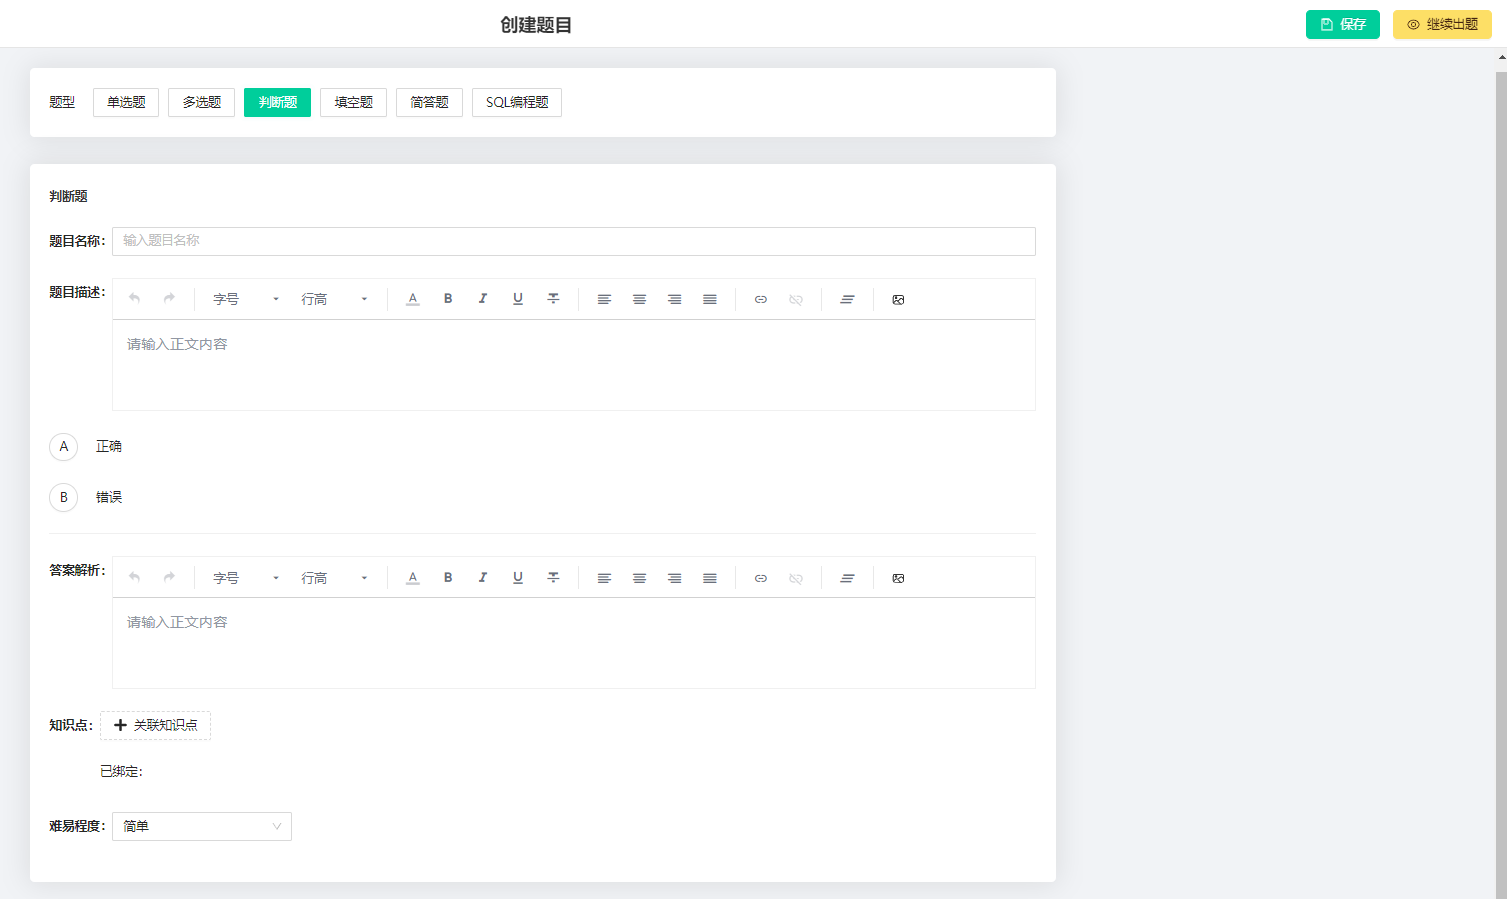 创建题目
保存
继续出题
题型 单选题 多选题 判断题 填空题 简答题 SQL编程题
判断题
题目名称： 输入题目名称
题目描述： 字号 行高 A B I U T
请输入正文内容
A 正确
B 错误
答案解析： 字号 行高 A B I U T
请输入正文内容
知识点： 关联知识点
已绑定：
难易程度： 简单